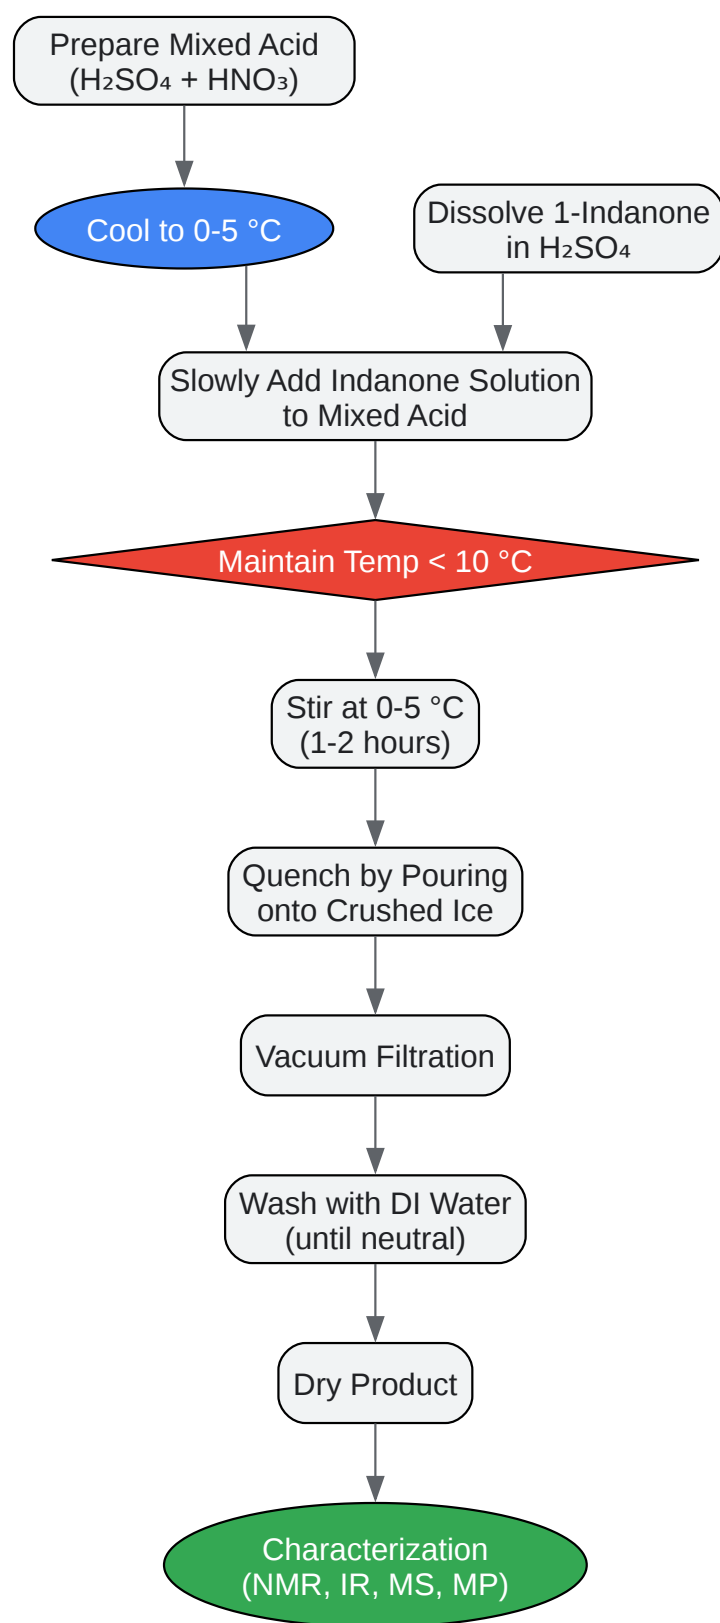 Prepare Mixed Acid
(H₂SO₄ + HNO₃)
Cool to 0-5 °C
Dissolve 1-Indanone
in H₂SO₄
Slowly Add Indanone Solution
to Mixed Acid
Maintain Temp < 10 °C
Stir at 0-5 °C
(1-2 hours)
Quench by Pouring
onto Crushed Ice
Vacuum Filtration
Wash with DI Water
(until neutral)
Dry Product
Characterization
(NMR, IR, MS, MP)